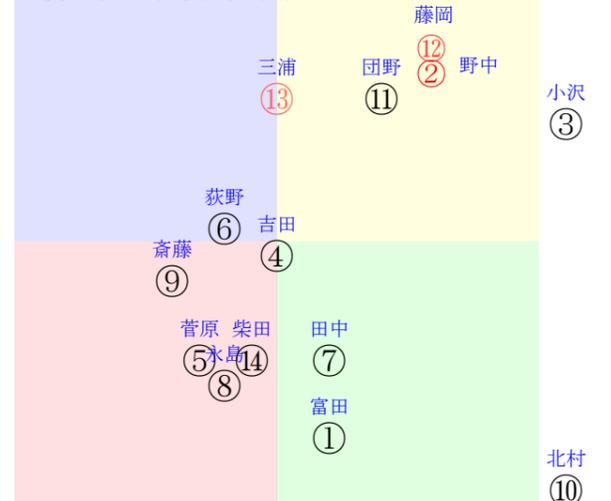 藤岡
⑫
三浦
団野
②
野中
⑬
⑪
小沢
③
荻野
⑥
吉田
④
斎藤
⑨
菅原
柴田
田中
永島
⑤
⑭
⑦
⑧
富田
①
北村
⑩